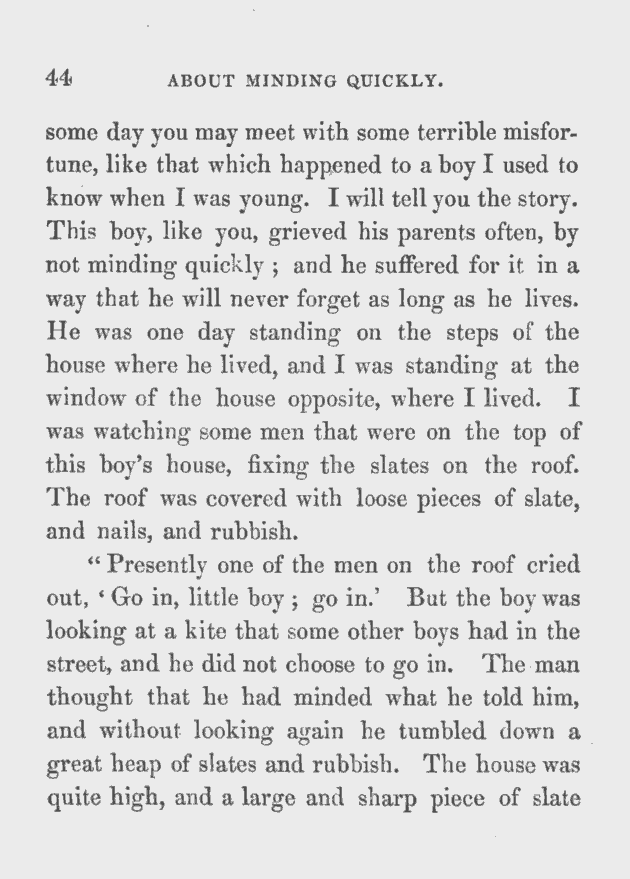 44 ABOUT MINDING QUICKLY.
some day you may meet with some terrible misfor-
tune, like that which happened to a boy I used to
know when I was young. I will tell you the story.
This boy, like you, grieved his parents often, by
not minding quickly ; and he suffered for it in a
way that he will never forget as long as he lives.
He was one day standing on the steps of the
house where he lived, and I was standing at the
window of the house opposite, where I lived. I
was watching some men that were on the top of
this boy's house, fixing the slates on the roof.
The roof was covered with loose pieces of slate,
and nails, and rubbish.
“ Presently one of the men on the roof cried
out, ‘ Go in, little boy ; go in.’ But the boy was
looking at a kite that some other boys had in the
street, and he did not choose to go in. The man
thought that he had minded what he told him,
and without looking again he tumbled down a
great heap of slates and rubbish. The house was
quite high, and a large and sharp piece of slate